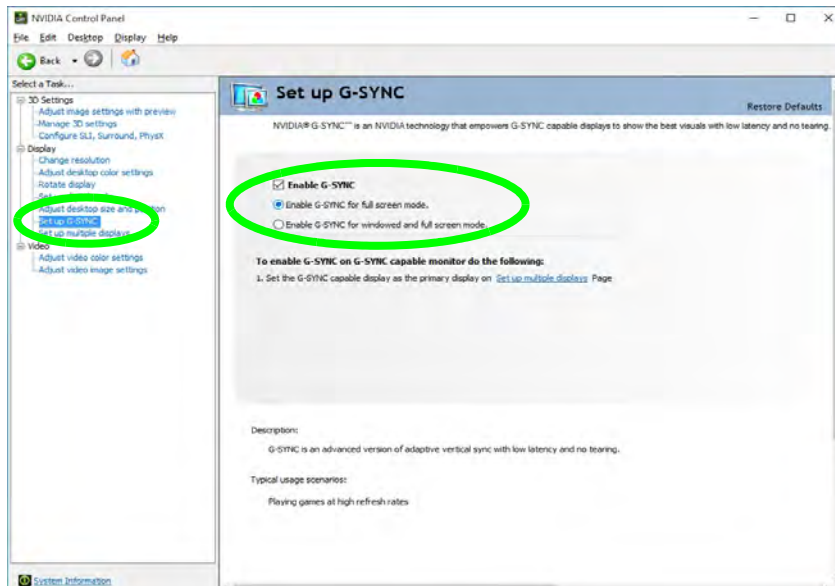 NVIDIA Control Panel
File Edit Desktop Display Help
Back
Select a Task...
3D Settings
Adjust image settings with preview
Manage 3D settings
Configure SLI, Surround, PhysX
Display
Change resolution
Adjust desktop color settings
Rotate display
Adjust desktop size and position
Set up G-SYNC
Set up multiple displays
Video
Adjust video color settings
Adjust video image settings
System Information
Set up G-SYNC
Restore Defaults
NVIDIA® G-SYNC™ is an NVIDIA technology that empowers G-SYNC capable displays to show the best visuals with low latency and no tearing.
Enable G-SYNC
Enable G-SYNC for full screen mode.
Enable G-SYNC for windowed and full screen mode.
To enable G-SYNC on G-SYNC capable monitor do the following:
1. Set the G-SYNC capable display as the primary display on Set up multiple displays Page
Description:
G-SYNC is an advanced version of adaptive vertical sync with low latency and no tearing.
Typical usage scenarios:
Playing games at high refresh rates